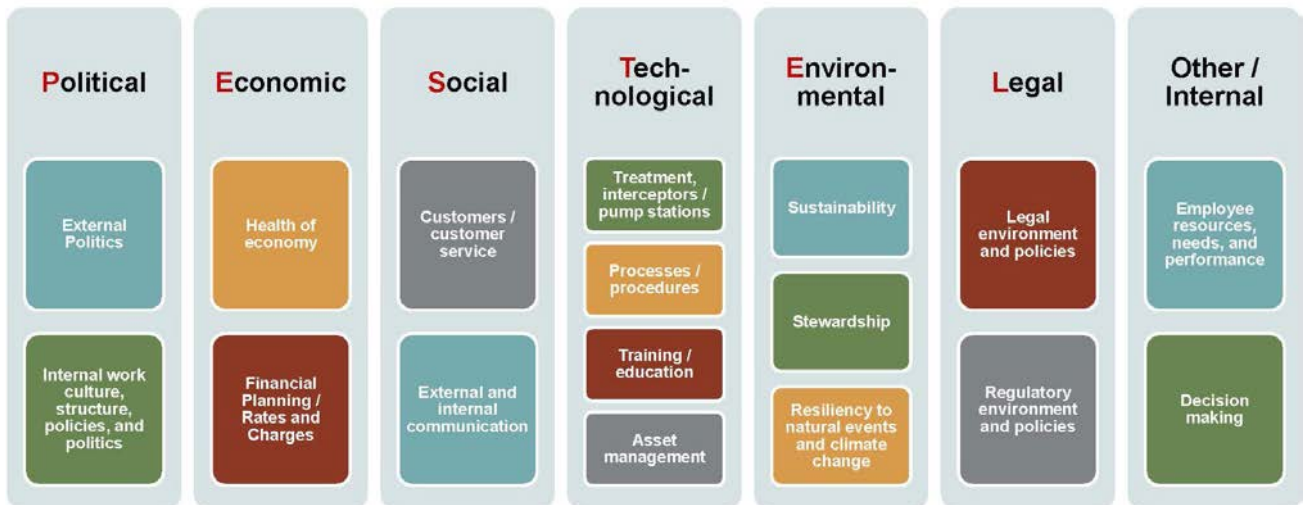 Political
External
Politics
Internal work
culture,
structure,
policies, and
politics
Economic
Health of
economy
Financial
Planning /
Rates and
Charges
Social
Customers /
customer
service
External and
internal
communication
Tech-
nological
Treatment,
interceptors /
pump stations
Processes /
procedures
Training /
education
Asset
management
Environ-
mental
Sustainability
Stewardship
Resiliency to
natural events
and climate
change
Legal
Legal
environment
and policies
Regulatory
environment
and policies
Other /
Internal
Employee
resources,
needs, and
performance
Decision
making